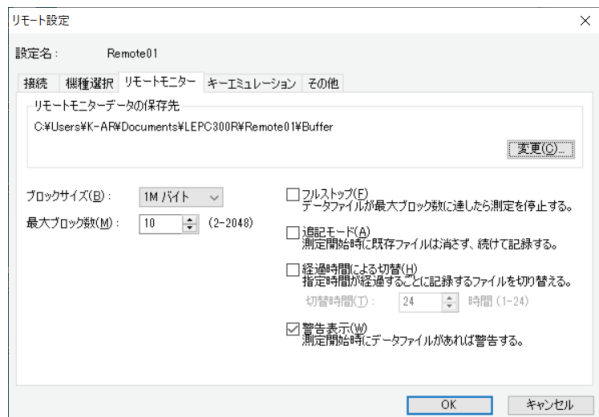 リモート設定
設定名： Remote01
接続 機種選択 リモートモニター キーエミュレーション その他
リモートモニターデータの保存先
C:¥Users¥K-AR¥Documents¥LEPC300R¥Remote01¥Buffer
変更(C)...
ブロックサイズ(B)： 1M バイト
最大ブロック数(M)： 10 (2-2048)
フルストップ(F)
データファイルが最大ブロック数に達したら測定を停止する。
追記モード(A)
測定開始時に既存ファイルは消さず、続けて記録する。
経過時間による切替(H)
指定時間が経過するごとに記録するファイルを切り替える。
切替時間(T)： 24 時間 (1-24)
警告表示(W)
測定開始時にデータファイルがあれば警告する。
OK キャンセル